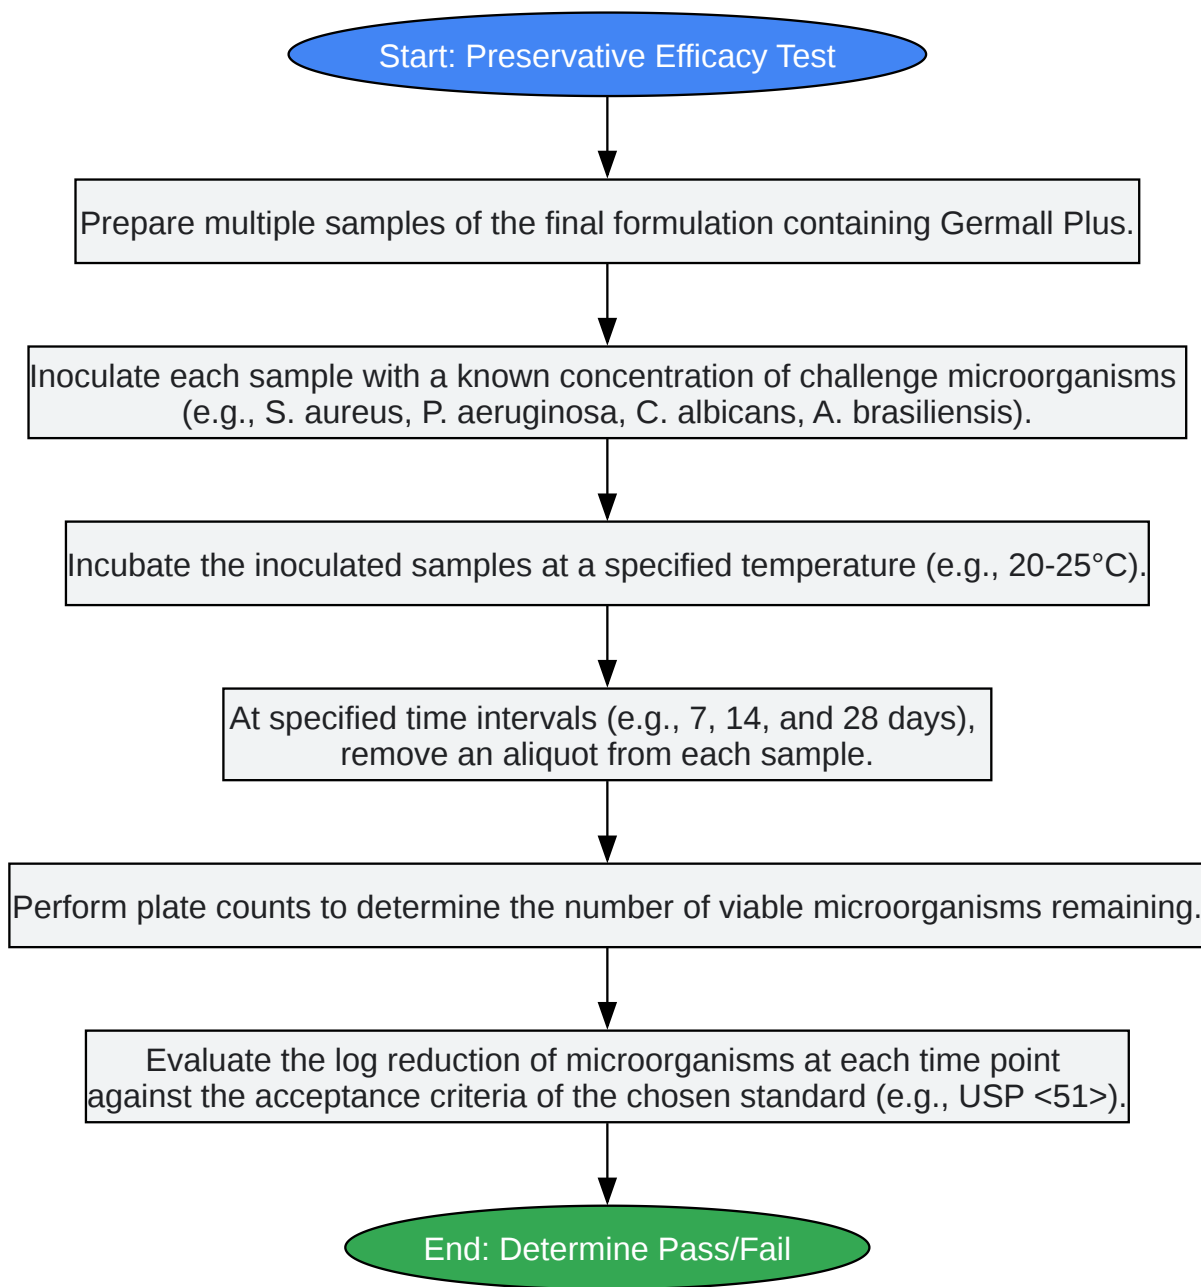 Start: Preservative Efficacy Test
Prepare multiple samples of the final formulation containing Germall Plus.
Inoculate each sample with a known concentration of challenge microorganisms
(e.g., S. aureus, P. aeruginosa, C. albicans, A. brasiliensis).
Incubate the inoculated samples at a specified temperature (e.g., 20-25°C).
At specified time intervals (e.g., 7, 14, and 28 days),
remove an aliquot from each sample.
Perform plate counts to determine the number of viable microorganisms remaining.
Evaluate the log reduction of microorganisms at each time point
against the acceptance criteria of the chosen standard (e.g., USP <51>).
End: Determine Pass/Fail